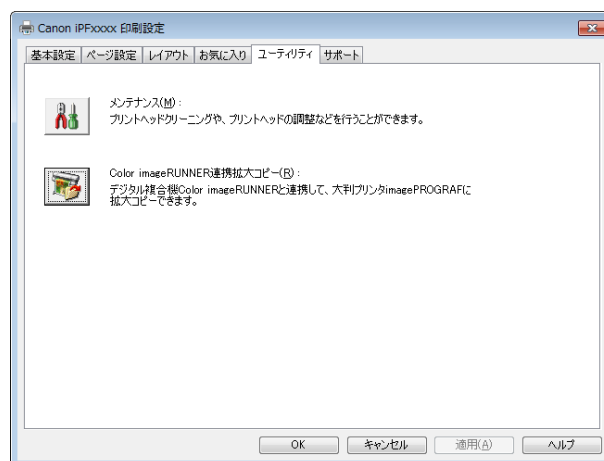 Canon iPFxxxx 印刷設定
基本設定 ページ設定 レイアウト お気に入り ユーティリティ サポート
メンテナンス(M) :
プリントヘッドクリーニングや、プリントヘッドの調整などを行うことができます。
Color imageRUNNER連携拡大コピー(R) :
デジタル複合機Color imageRUNNERと連携して、大判プリンタimagePROGRAFに
拡大コピーできます。
OK キャンセル 適用(A) ヘルプ